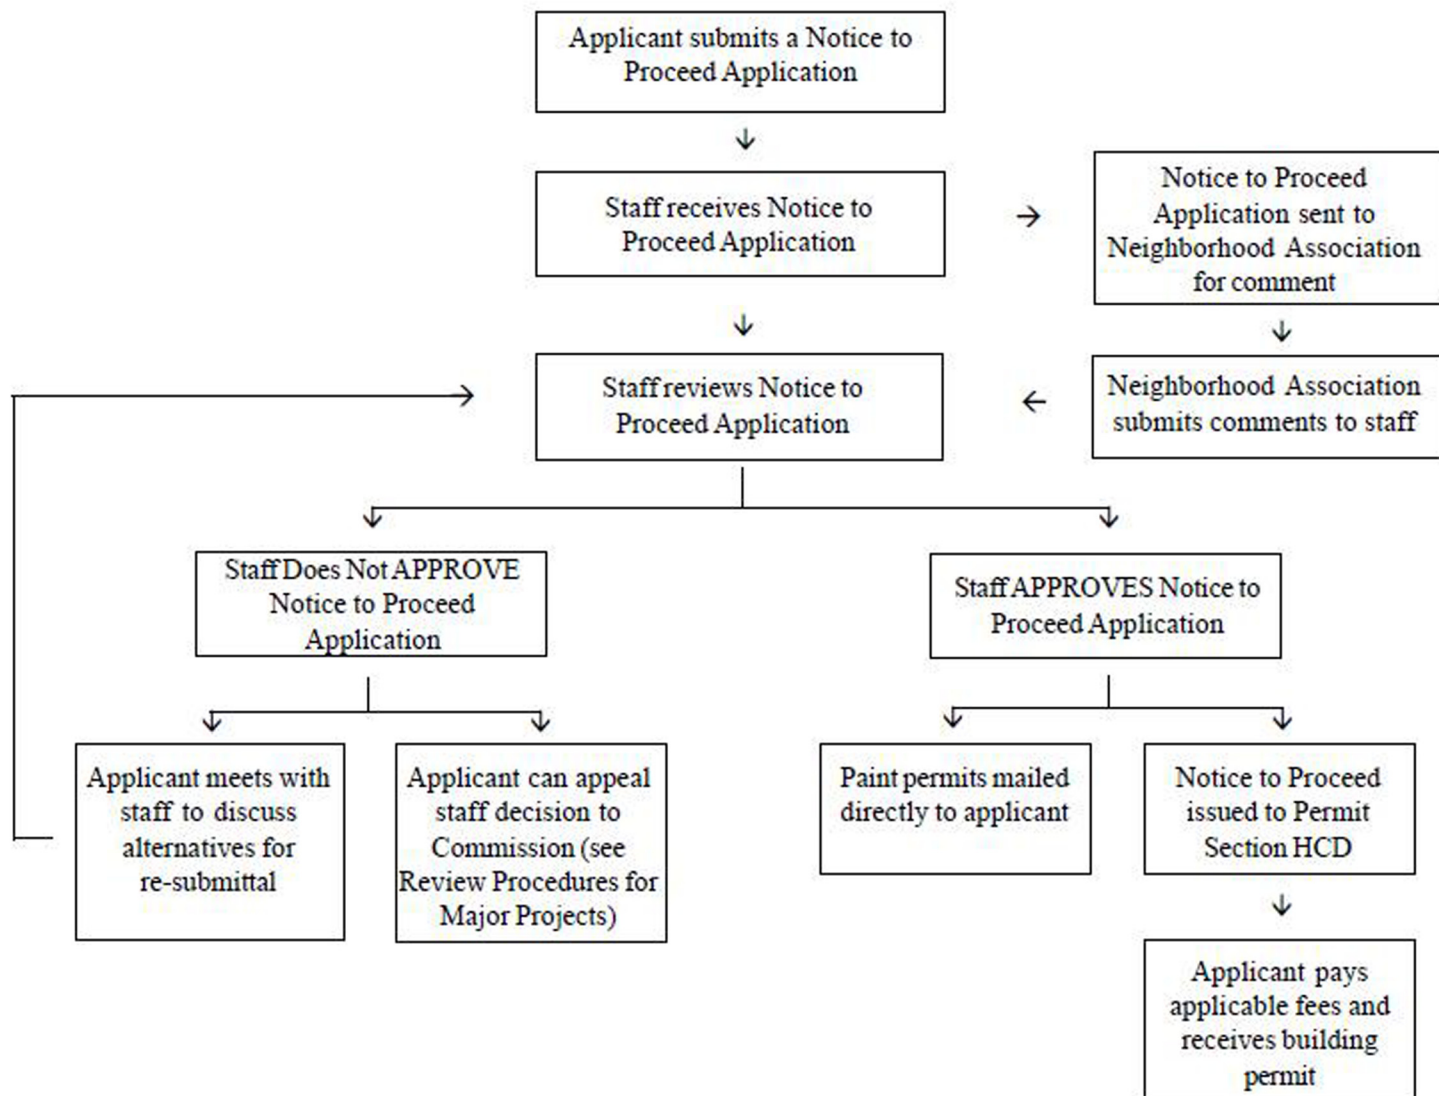 Applicant submits a Notice to
Proceed Application
Staff receives Notice to
Proceed Application
Notice to Proceed
Application sent to
Neighborhood Association
for comment
Staff reviews Notice to
Proceed Application
Neighborhood Association
submits comments to staff
Staff Does Not APPROVE
Notice to Proceed
Application
Staff APPROVES Notice to
Proceed Application
Applicant meets with
staff to discuss
alternatives for
re-submittal
Applicant can appeal
staff decision to
Commission (see
Review Procedures for
Major Projects)
Paint permits mailed
directly to applicant
Notice to Proceed
issued to Permit
Section HCD
Applicant pays
applicable fees and
receives building
permit